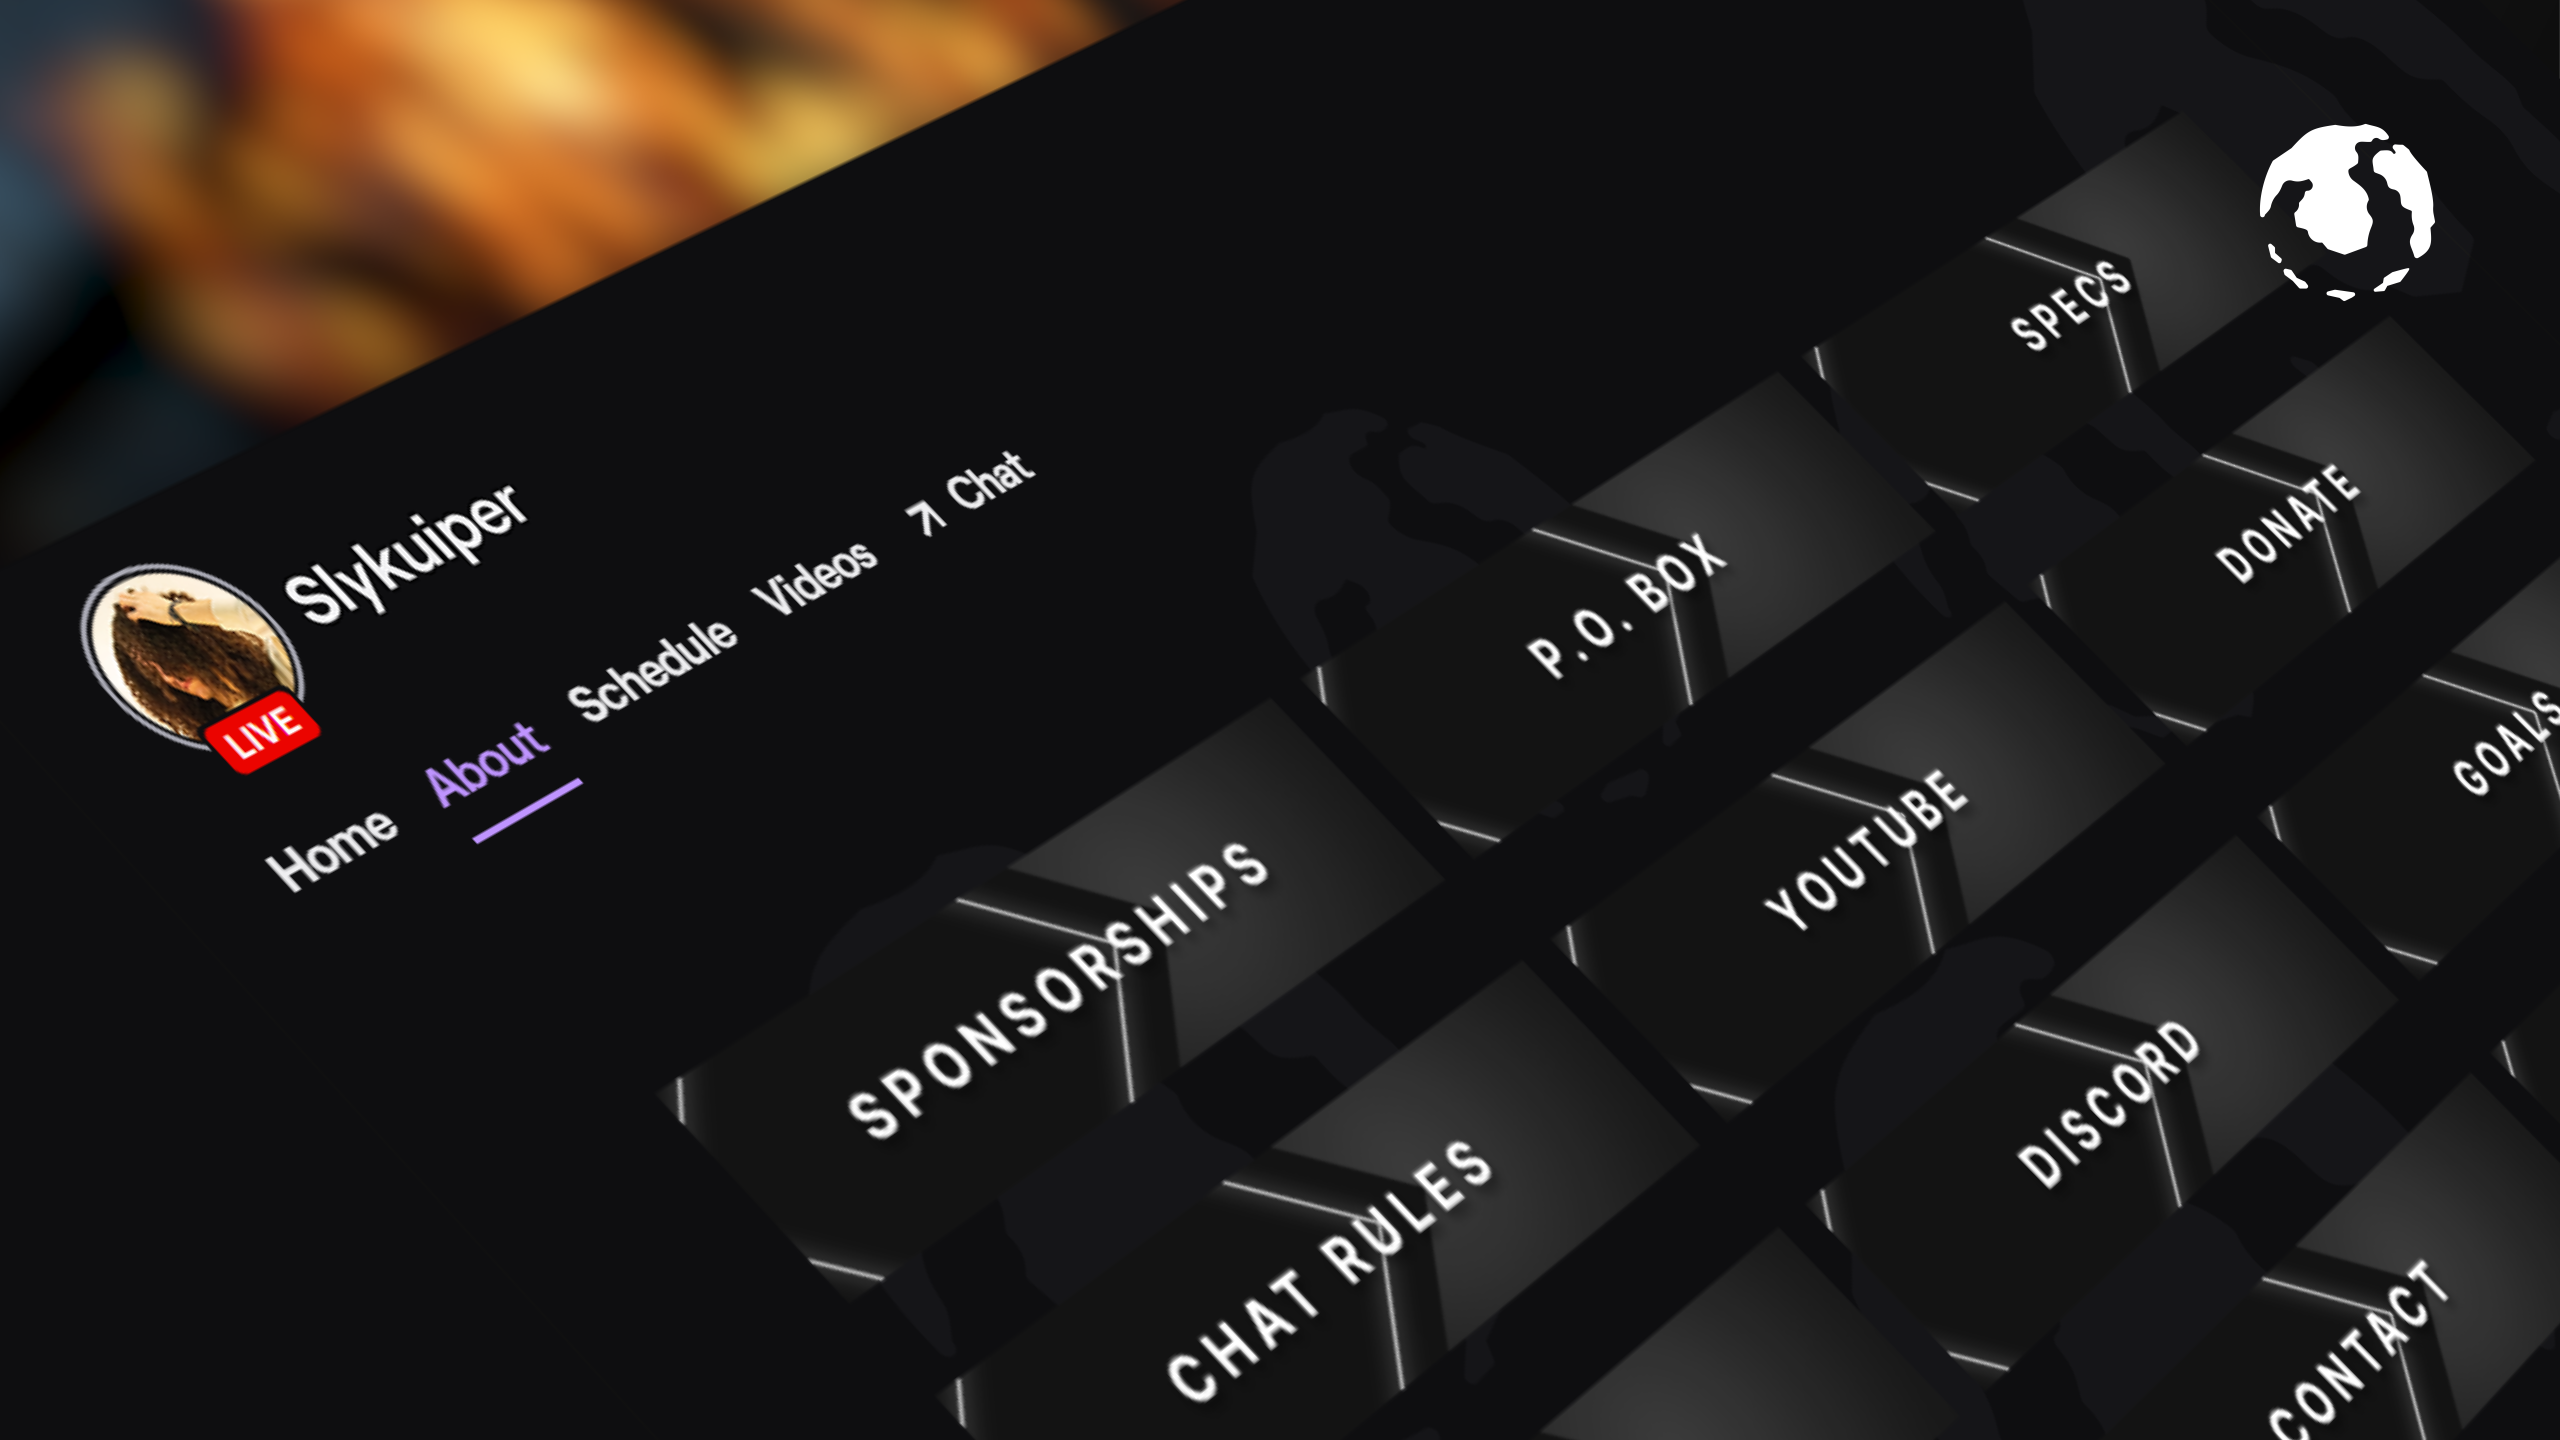 Slykuiper
LIVE
Home About Schedule Videos Chat
SPONSORSHIPS P.O. BOX SPECS
CHAT RULES YOUTUBE DONATE
DISCORD GOALS
CONTACT